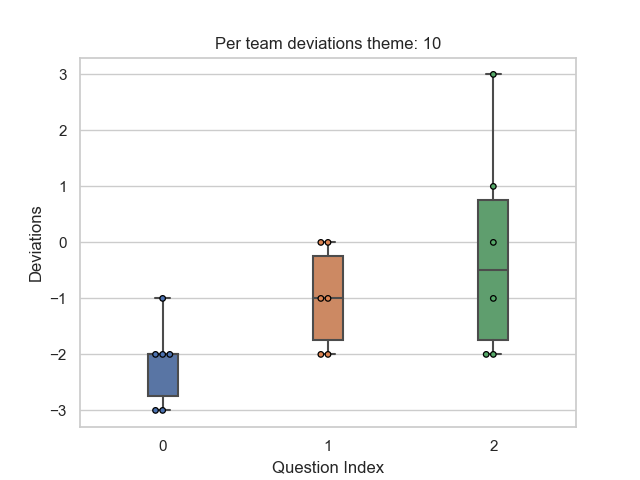 Per team deviations theme: 10
Deviations
3
2
1
0
−1
−2
−3
0 1 2
Question Index